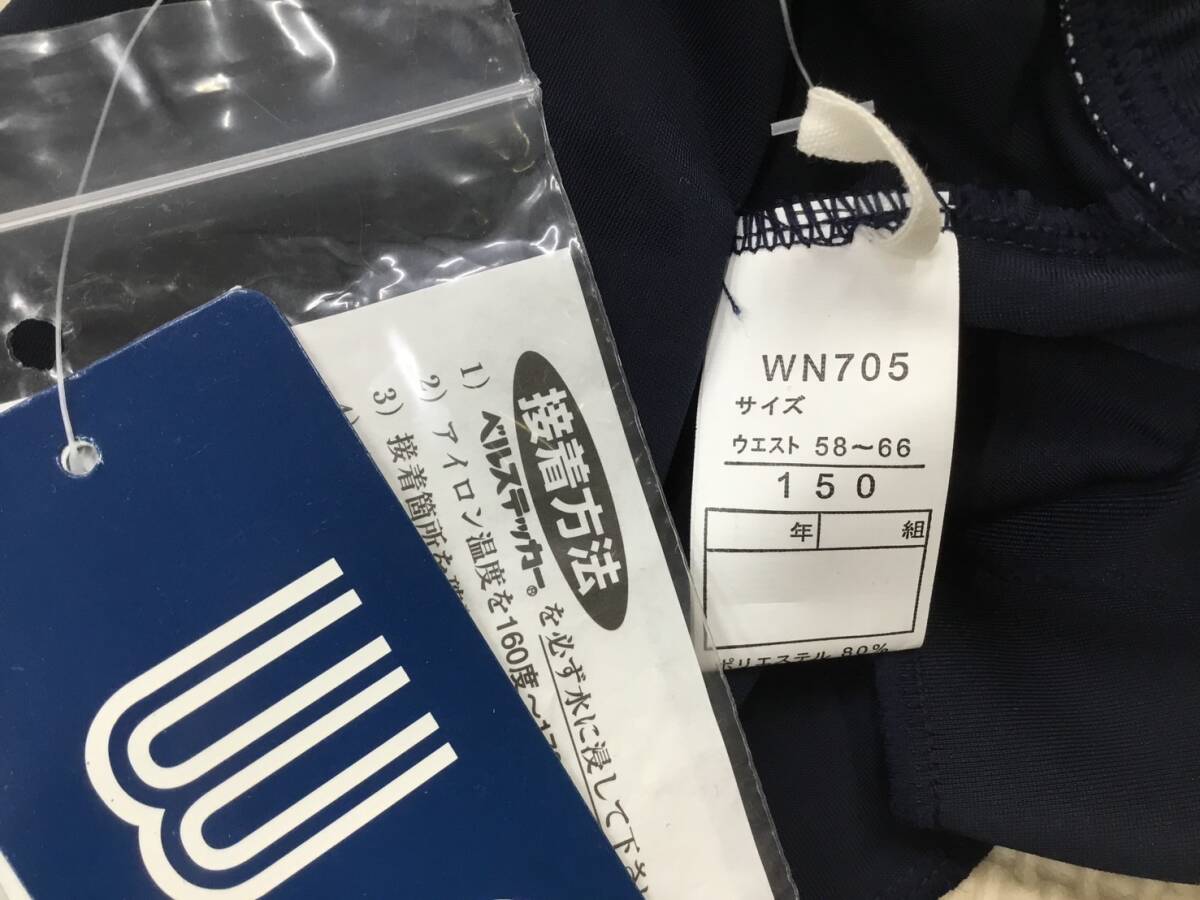 接着方法
1) ベルステッカー®を必ず水に浸して下さい
2) アイロン温度を160度～17
3) 接着箇所を
WN705
サイズ
ウエスト 58～66
150
年 組
ポリエステル 80%